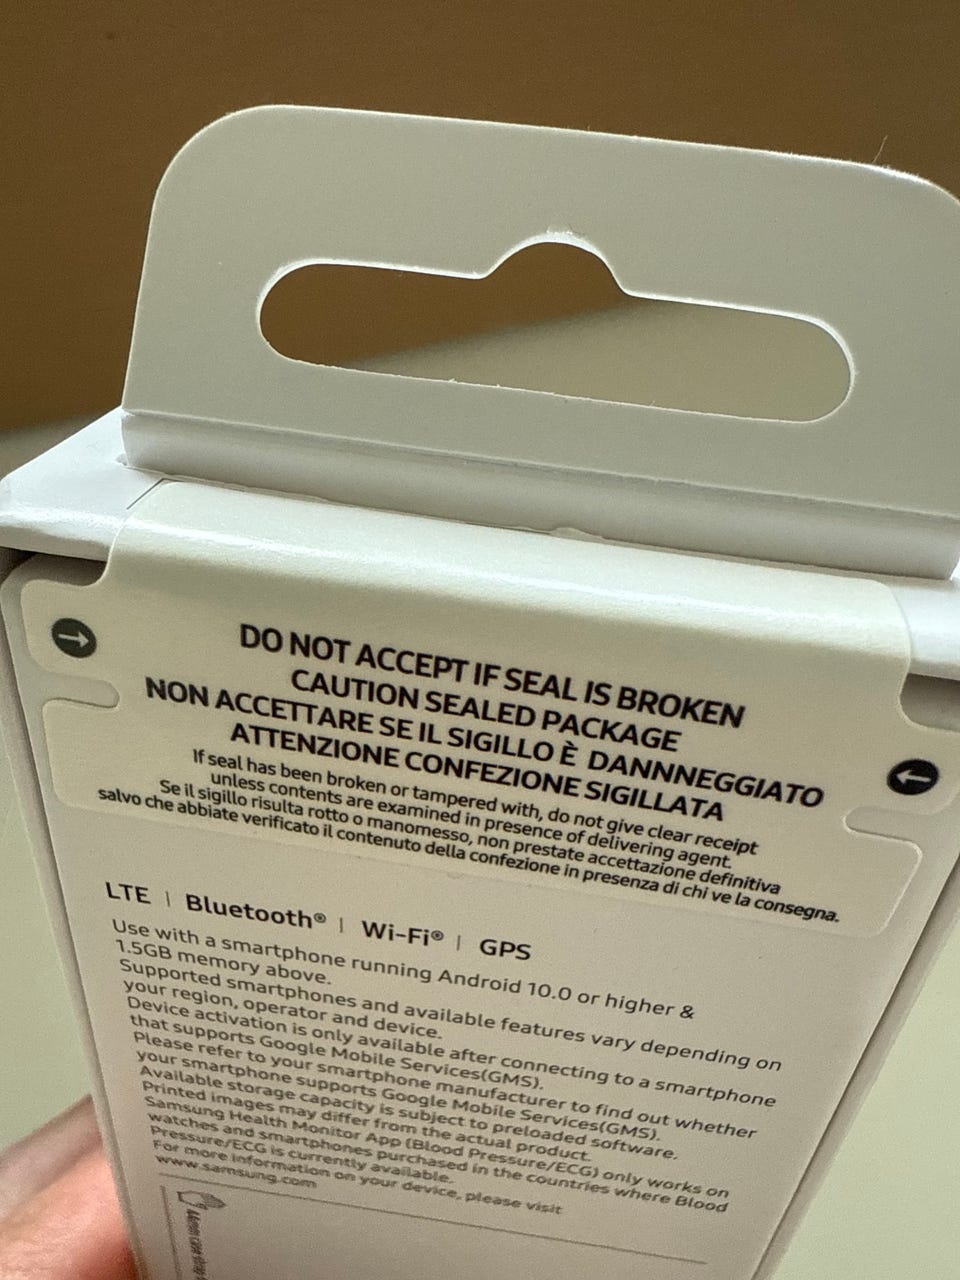 DO NOT ACCEPT IF SEAL IS BROKEN
CAUTION SEALED PACKAGE
NON ACCETTARE SE IL SIGILLO È DANNNEGGIATO
ATTENZIONE CONFEZIONE SIGILLATA
If seal has been broken or tampered with, do not give clear receipt
unless contents are examined in presence of delivering agent.
Se il sigillo risulta rotto o manomesso, non prestate accettazione definitiva
salvo che abbiate verificato il contenuto della confezione in presenza di chi ve la consegna.
LTE | Bluetooth® | Wi-Fi® | GPS
Use with a smartphone running Android 10.0 or higher &
1.5GB memory above.
Supported smartphones and available features vary depending on
your region, operator and device.
Device activation is only available after connecting to a smartphone
that supports Google Mobile Services(GMS).
Please refer to your smartphone manufacturer to find out whether
your smartphone supports Google Mobile Services(GMS).
Available storage capacity is subject to preloaded software.
Printed images may differ from the actual product.
Samsung Health Monitor App (Blood Pressure/ECG) only works on
watches and smartphones purchased in the countries where Blood
Pressure/ECG is currently available.
For more information on your device, please visit
www.samsung.com